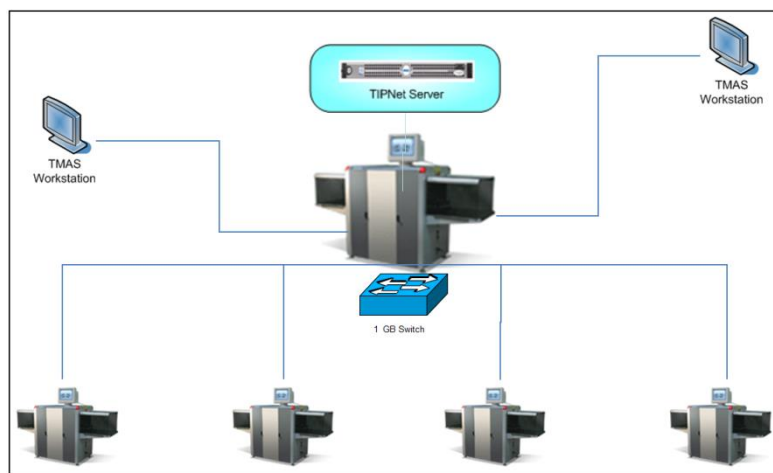 TIPNet Server
TMAS
Workstation
TMAS
Workstation
1 GB Switch